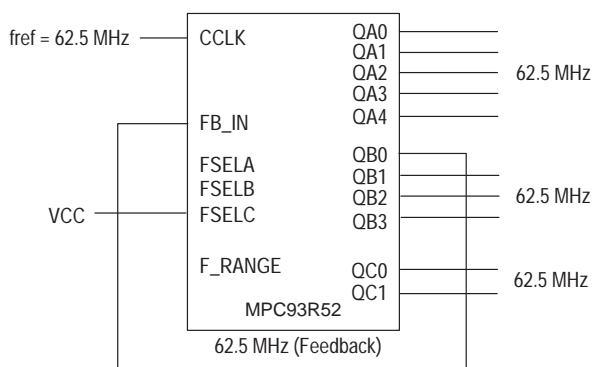 fref = 62.5 MHz
CCLK
QA0
QA1
QA2
QA3
QA4
62.5 MHz
FB_IN
QB0
QB1
QB2
QB3
62.5 MHz
FSELA
FSELB
VCC
FSELC
F_RANGE
QC0
QC1
62.5 MHz
MPC93R52
62.5 MHz (Feedback)